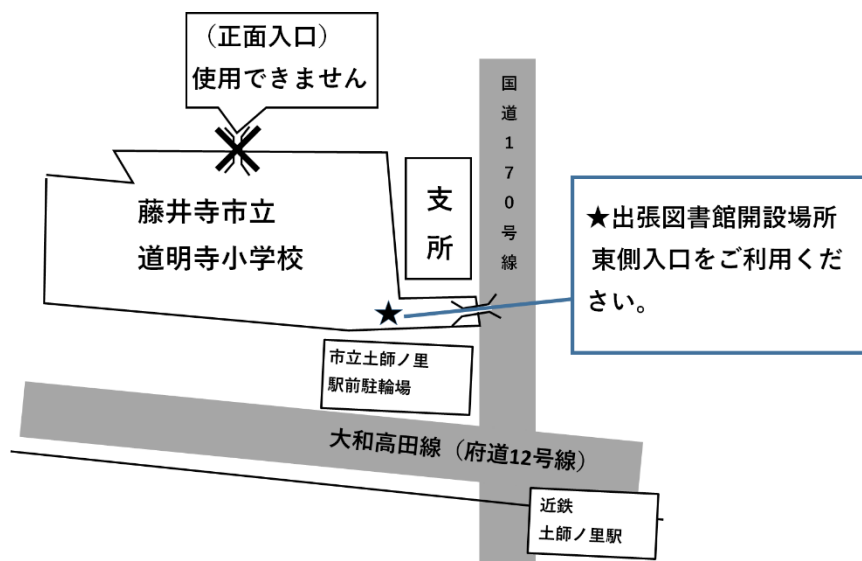 （正面入口）
使用できません
国道170号線
藤井寺市立
道明寺小学校
支所
★出張図書館開設場所
東側入口をご利用くだ
さい。
★
市立土師ノ里
駅前駐輪場
大和高田線（府道12号線）
近鉄
土師ノ里駅